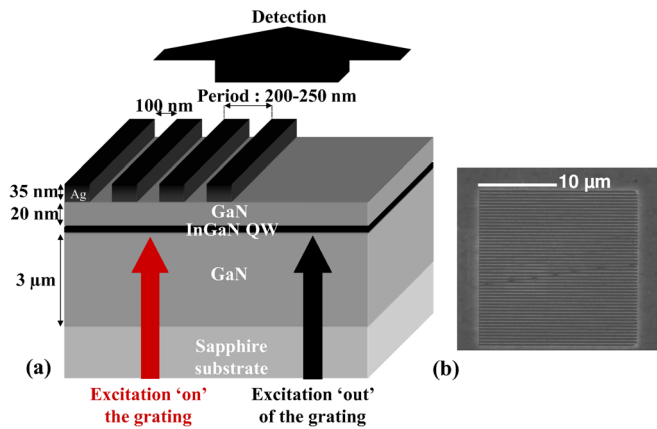 Detection
Period : 200-250 nm
100 nm
35 nm
Ag
20 nm
GaN
InGaN QW
3 µm
GaN
Sapphire
substrate
(a)
Excitation ‘on’
the grating
Excitation ‘out’
of the grating
10 µm
(b)